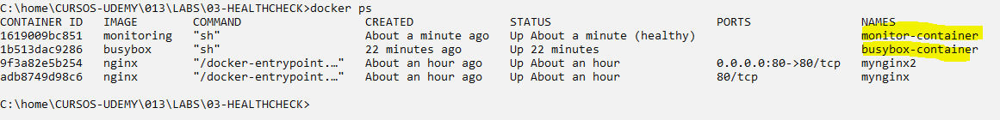 C:\home\CURSOS-UDEMY\013\LABS\03-HEALTHCHECK>docker ps
CONTAINER ID   IMAGE        COMMAND                  CREATED              STATUS                        PORTS                NAMES
1619009bc851   monitoring   "sh"                     About a minute ago   Up About a minute (healthy)                        monitor-container
1b513dac9286   busybox      "sh"                     22 minutes ago       Up 22 minutes                                      busybox-container
9f3a82e5b254   nginx        "/docker-entrypoint.…"   About an hour ago    Up About an hour              0.0.0.0:80->80/tcp   mynginx2
adb8749d98c6   nginx        "/docker-entrypoint.…"   About an hour ago    Up About an hour              80/tcp               mynginx
C:\home\CURSOS-UDEMY\013\LABS\03-HEALTHCHECK>